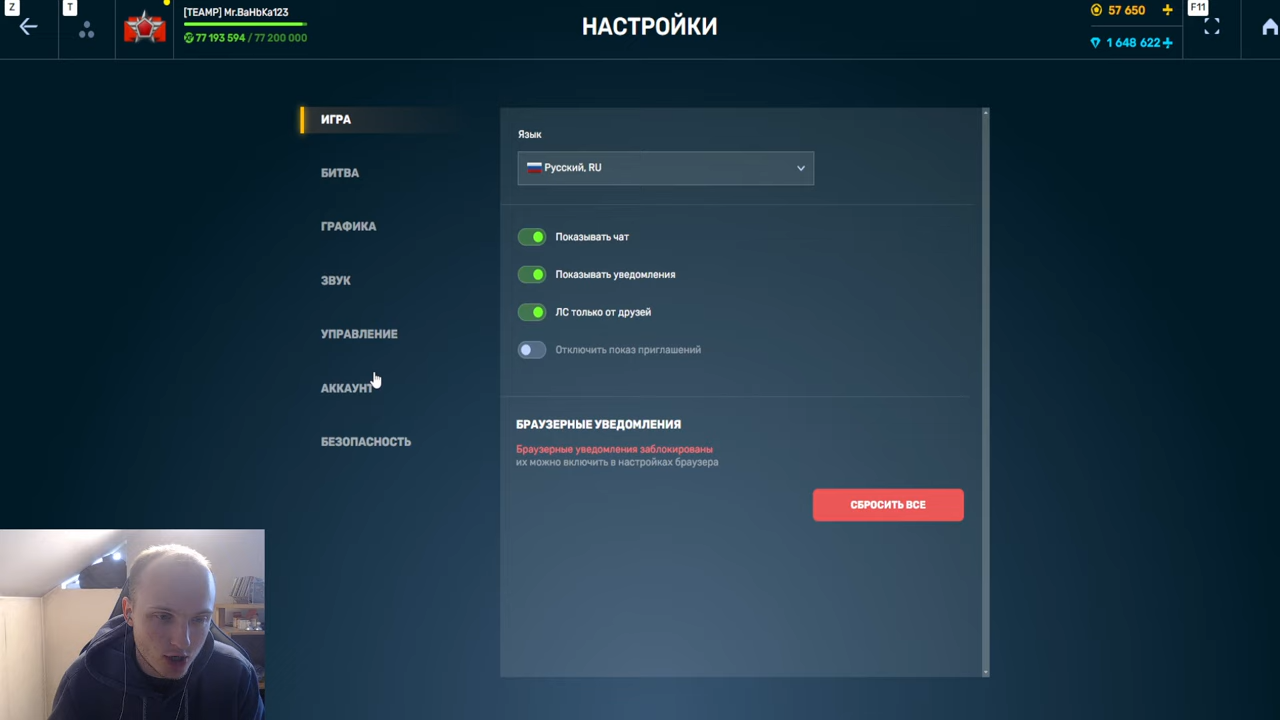 Z
T
[TEAMP] Mr.BaHbKa123
77 193 594 / 77 200 000
НАСТРОЙКИ
57 650 +
1 648 622 +
F11
ИГРА
БИТВА
ГРАФИКА
ЗВУК
УПРАВЛЕНИЕ
АККАУНТ
БЕЗОПАСНОСТЬ
Язык
Русский, RU
Показывать чат
Показывать уведомления
ЛС только от друзей
Отключить показ приглашений
БРАУЗЕРНЫЕ УВЕДОМЛЕНИЯ
Браузерные уведомления заблокированы
их можно включить в настройках браузера
СБРОСИТЬ ВСЕ